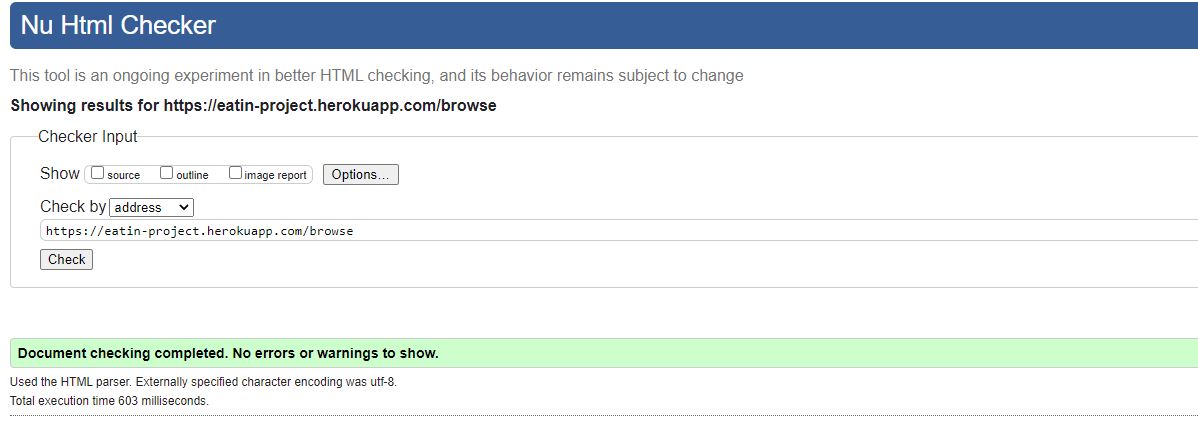 Nu Html Checker
This tool is an ongoing experiment in better HTML checking, and its behavior remains subject to change
Showing results for https://eatin-project.herokuapp.com/browse
Checker Input
Show source outline image report Options...
Check by address
https://eatin-project.herokuapp.com/browse
Check
Document checking completed. No errors or warnings to show.
Used the HTML parser. Externally specified character encoding was utf-8.
Total execution time 603 milliseconds.